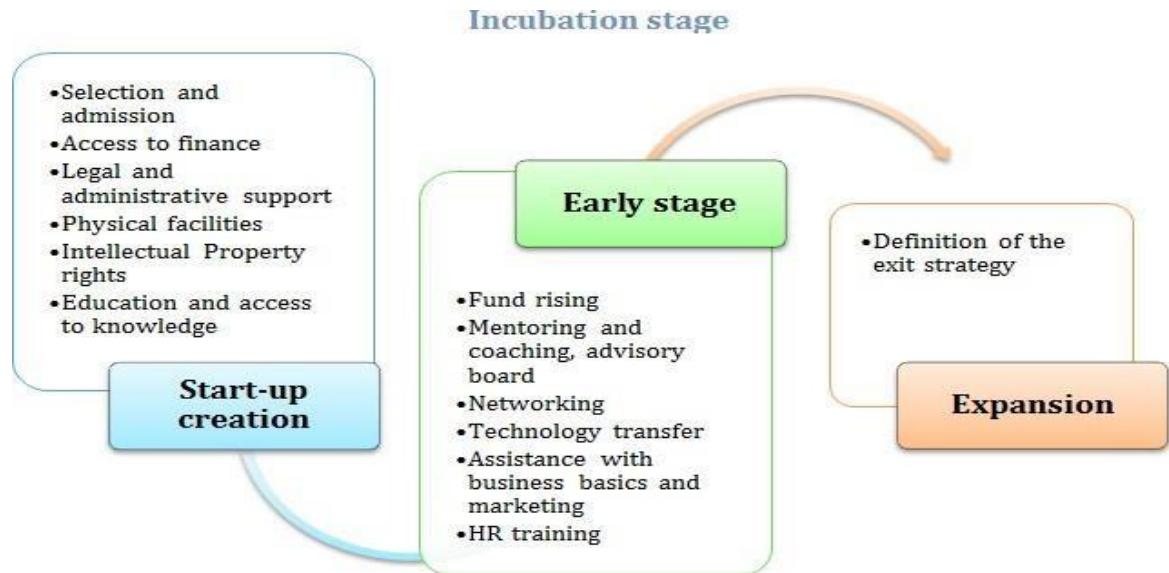 Incubation stage
•Selection and
admission
•Access to finance
•Legal and
administrative support
•Physical facilities
•Intellectual Property
rights
•Education and access
to knowledge
Start-up
creation
Early stage
•Fund rising
•Mentoring and
coaching, advisory
board
•Networking
•Technology transfer
•Assistance with
business basics and
marketing
•HR training
•Definition of the
exit strategy
Expansion